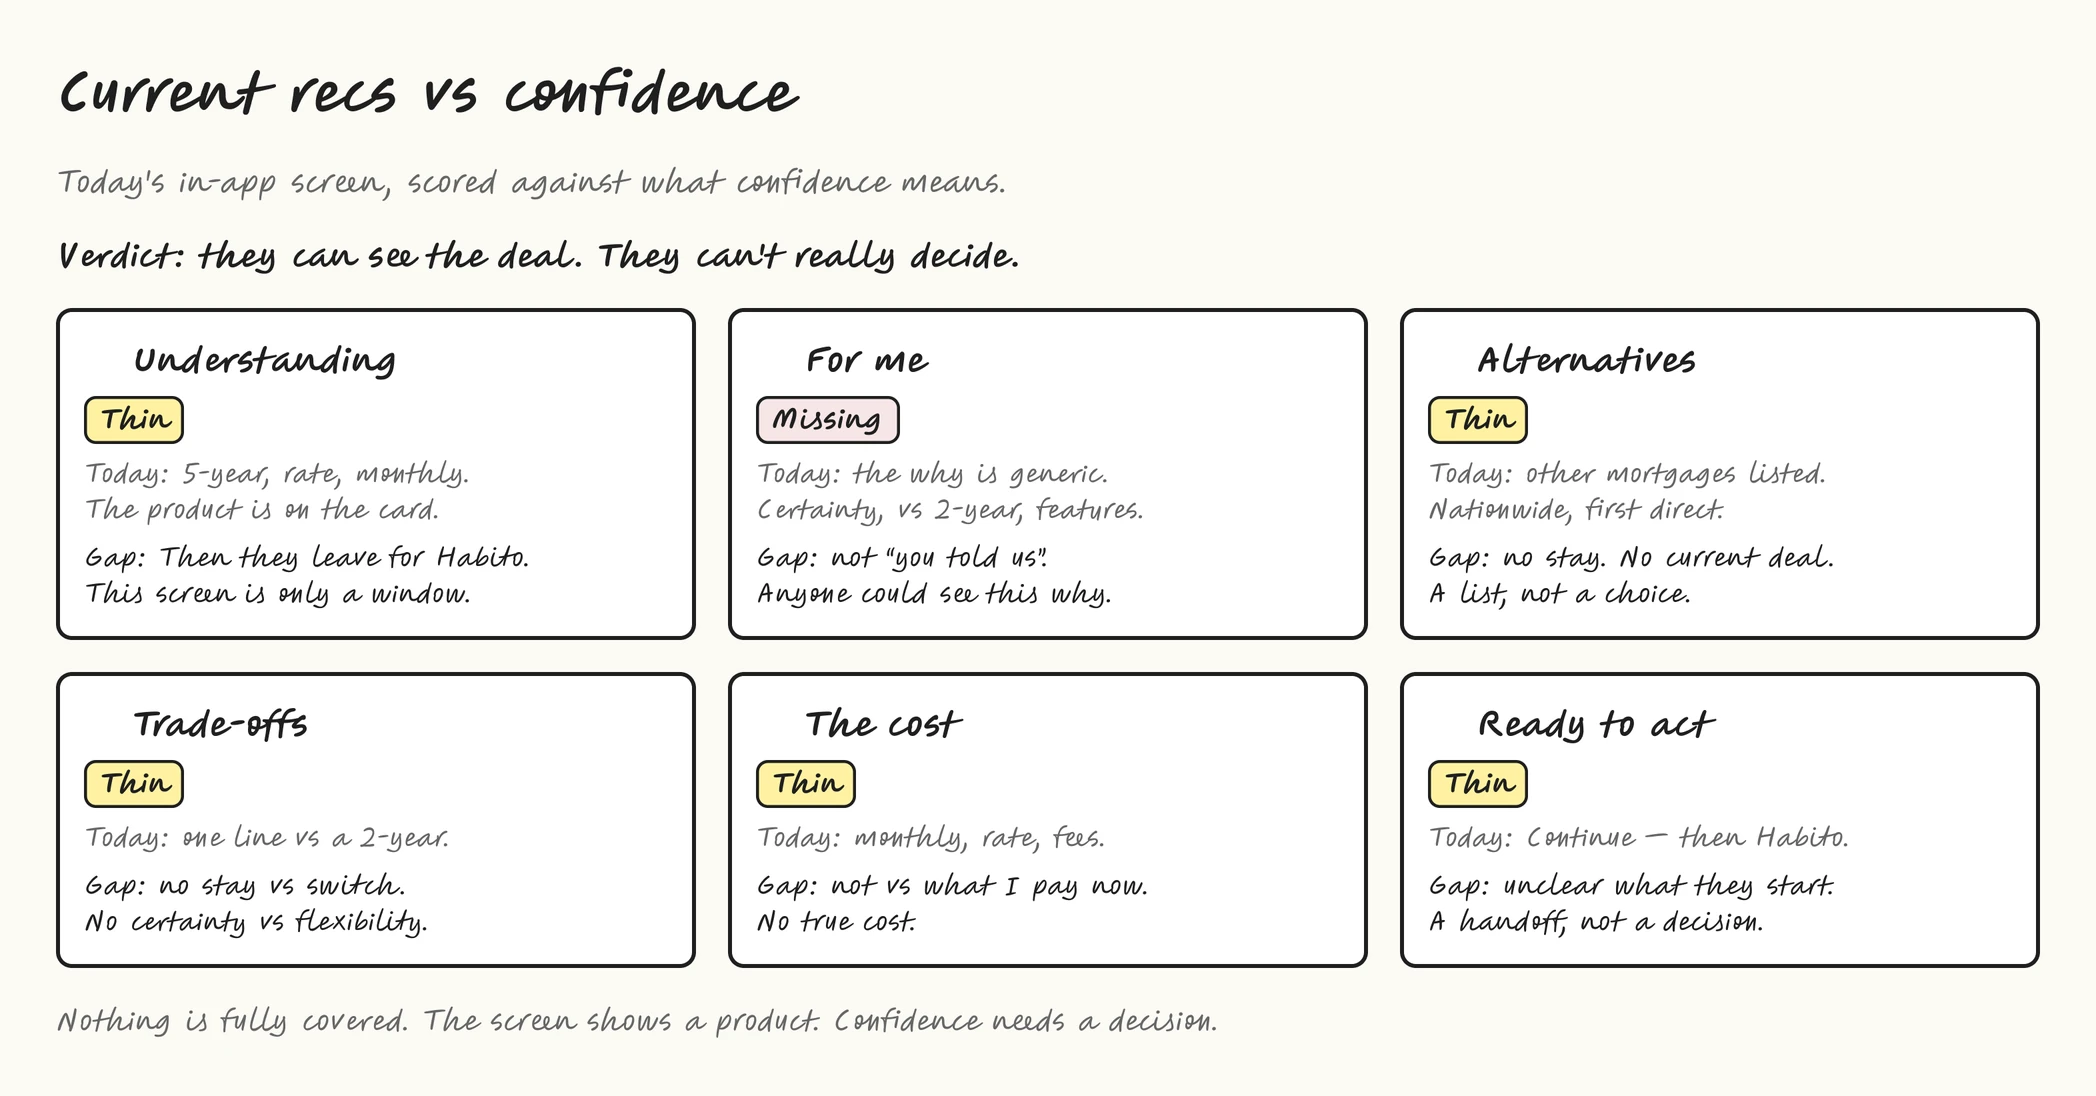 Current recs vs confidence
Today's in-app screen, scored against what confidence means.
Verdict: they can see the deal. They can't really decide.
Understanding
Thin
Today: 5-year, rate, monthly.
The product is on the card.
Gap: Then they leave for Habito.
This screen is only a window.
For me
Missing
Today: the why is generic.
Certainty, vs 2-year, features.
Gap: not “you told us”.
Anyone could see this why.
Alternatives
Thin
Today: other mortgages listed.
Nationwide, first direct.
Gap: no stay. No current deal.
A list, not a choice.
Trade-offs
Thin
Today: one line vs a 2-year.
Gap: no stay vs switch.
No certainty vs flexibility.
The cost
Thin
Today: monthly, rate, fees.
Gap: not vs what I pay now.
No true cost.
Ready to act
Thin
Today: Continue — then Habito.
Gap: unclear what they start.
A handoff, not a decision.
Nothing is fully covered. The screen shows a product. Confidence needs a decision.